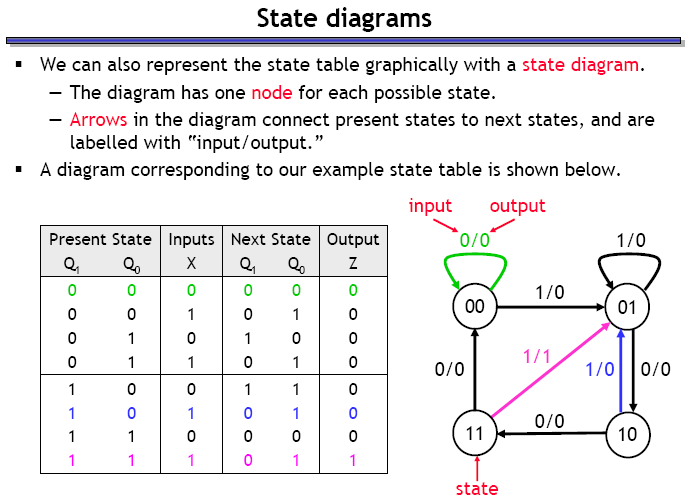 State diagrams
▪ We can also represent the state table graphically with a state diagram.
— The diagram has one node for each possible state.
— Arrows in the diagram connect present states to next states, and are
labelled with “input/output.”
▪ A diagram corresponding to our example state table is shown below.
Present State Inputs Next State Output
Q1 Q0 X Q1 Q0 Z
0 0 0 0 0 0
0 0 1 0 1 0
0 1 0 1 0 0
0 1 1 0 1 0
1 0 0 1 1 0
1 0 1 0 1 0
1 1 0 0 0 0
1 1 1 0 1 1
input output
0/0 1/0
00 1/0 01
0/0 1/1 1/0 0/0
11 0/0 10
state